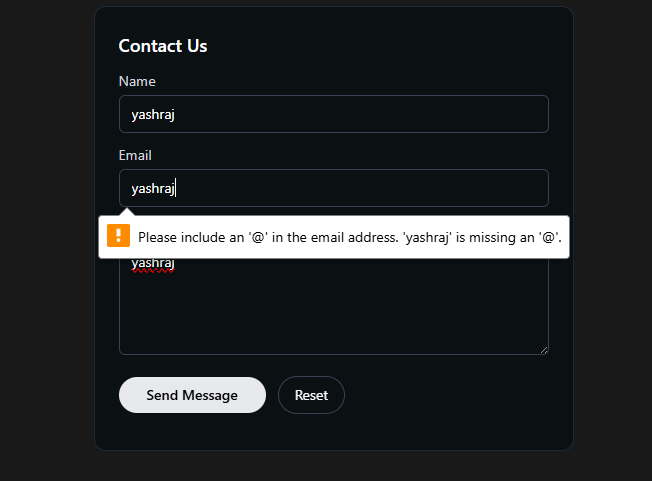 Contact Us
Name
yashraj
Email
yashraj
Please include an '@' in the email address. 'yashraj' is missing an '@'.
yashraj
Send Message
Reset